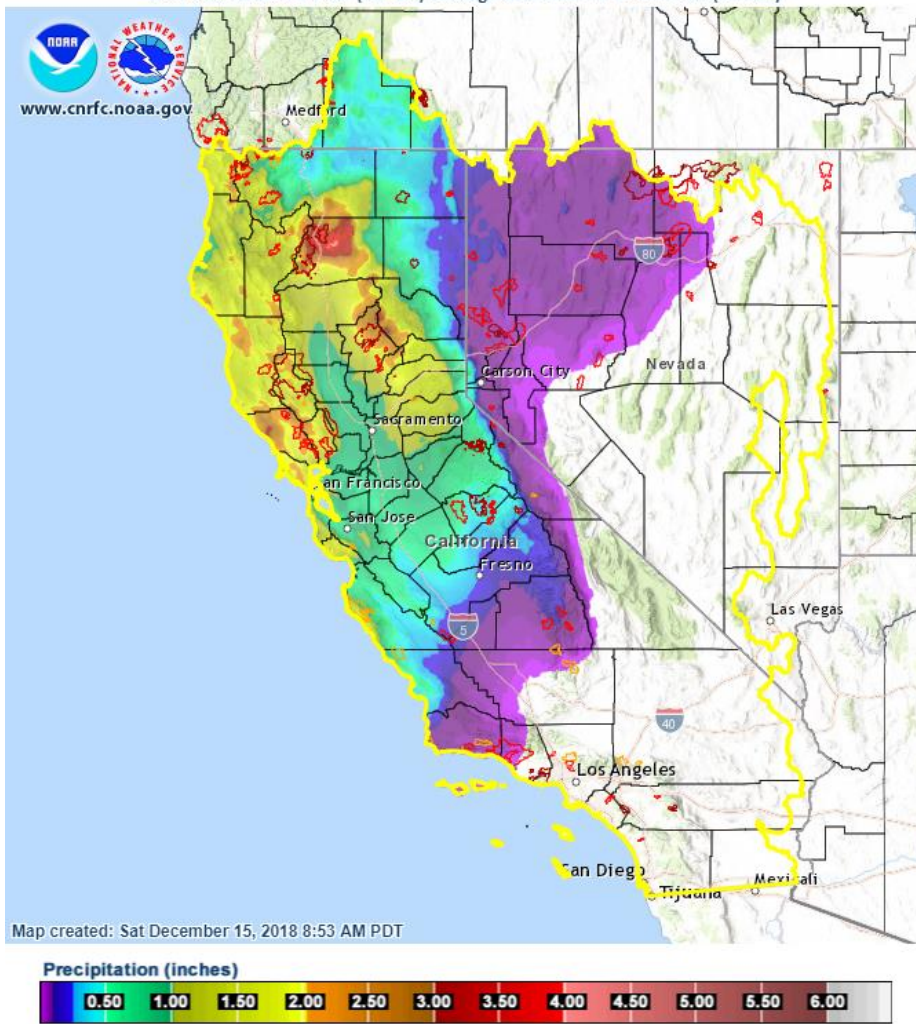 NOAA
NATIONAL WEATHER SERVICE
www.cnrfc.noaa.gov
Medford
80
Nevada
Carson City
Sacramento
an Francisco
San Jose
California
Fresno
5
Las Vegas
40
Los Angeles
San Diego
Tijuana
Mexicali
Map created: Sat December 15, 2018 8:53 AM PDT
Precipitation (inches)
0.50 1.00 1.50 2.00 2.50 3.00 3.50 4.00 4.50 5.00 5.50 6.00